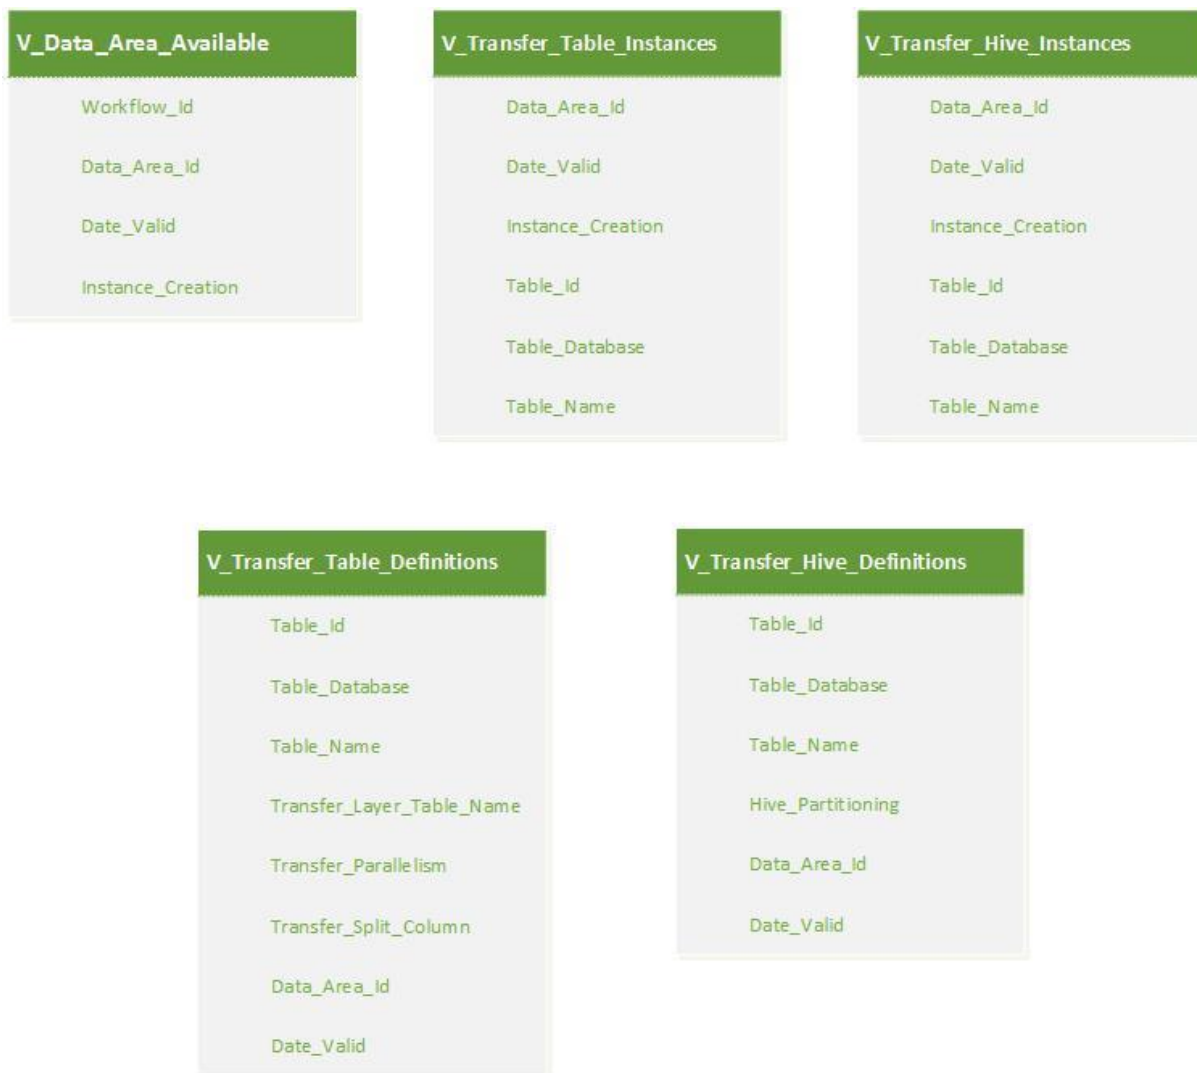 V_Data_Area_Available
Workflow_Id
Data_Area_Id
Date_Valid
Instance_Creation
V_Transfer_Table_Instances
Data_Area_Id
Date_Valid
Instance_Creation
Table_Id
Table_Database
Table_Name
V_Transfer_Hive_Instances
Data_Area_Id
Date_Valid
Instance_Creation
Table_Id
Table_Database
Table_Name
V_Transfer_Table_Definitions
Table_Id
Table_Database
Table_Name
Transfer_Layer_Table_Name
Transfer_Parallelism
Transfer_Split_Column
Data_Area_Id
Date_Valid
V_Transfer_Hive_Definitions
Table_Id
Table_Database
Table_Name
Hive_Partitioning
Data_Area_Id
Date_Valid